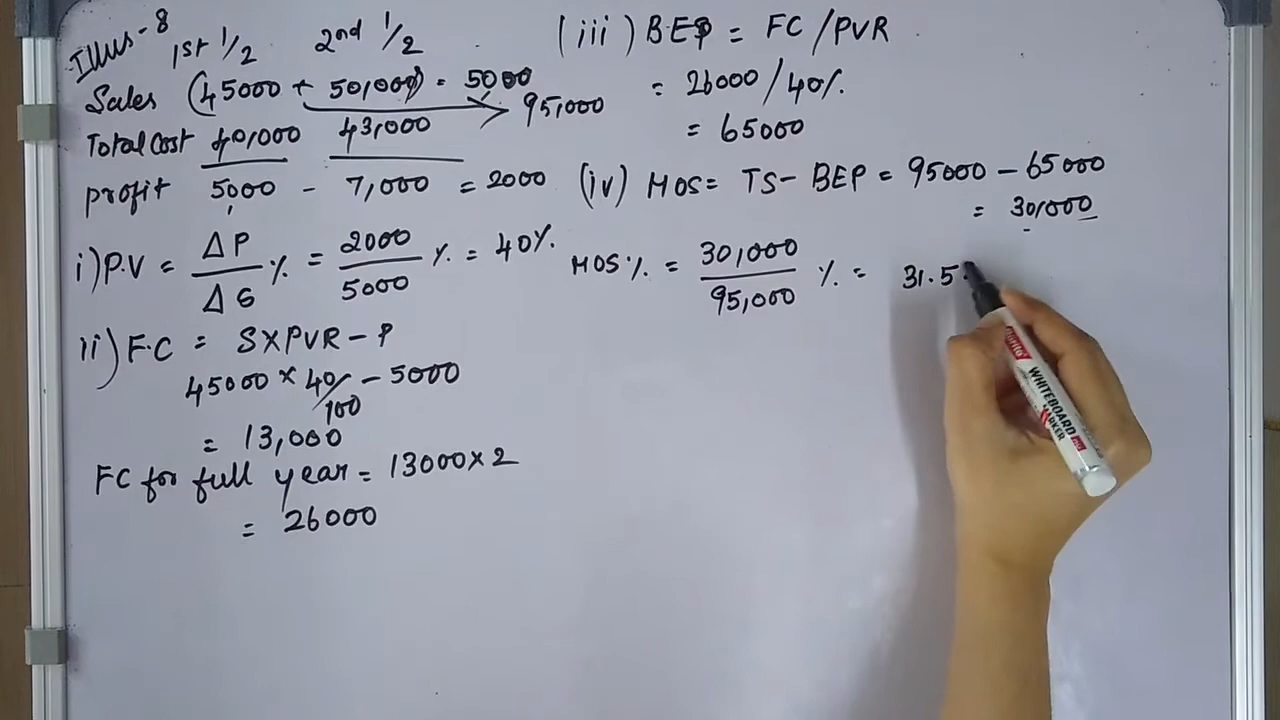 Illus-8
1st 1/2 2nd 1/2
Sales (45000 + 50,000) = 5000
95,000
Total Cost 40,000 43,000
profit 5000 - 7,000 = 2000
i) P.V = ΔP/ΔS % = 2000/5000 % = 40%.
ii) F.C = S×PVR-P
45000 × 40/100 - 5000
= 13,000
FC for full year = 13000×2
= 26000
(iii) BEP = FC/PVR
= 26000/40%.
= 65000
(iv) MOS = TS - BEP = 95000 - 65000
= 30,000
MOS% = 30,000/95,000 % = 31.5
WHITEBOARD
MARKER